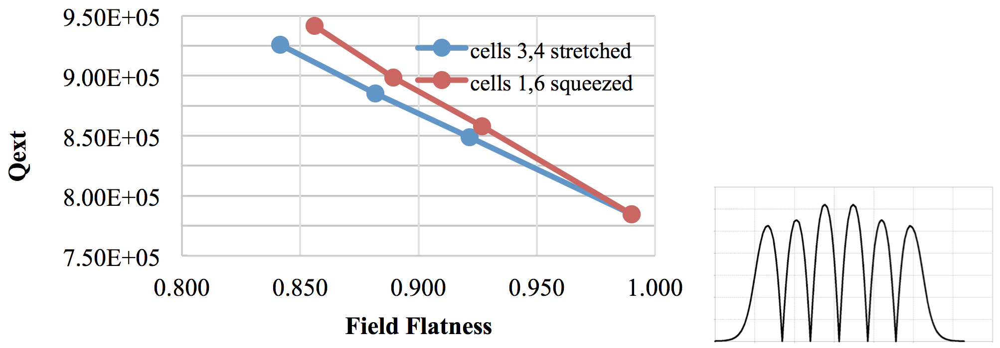 9.50E+05
9.00E+05
8.50E+05
8.00E+05
7.50E+05
Qext
cells 3,4 stretched
cells 1,6 squeezed
0.800 0.850 0.900 0.950 1.000
Field Flatness